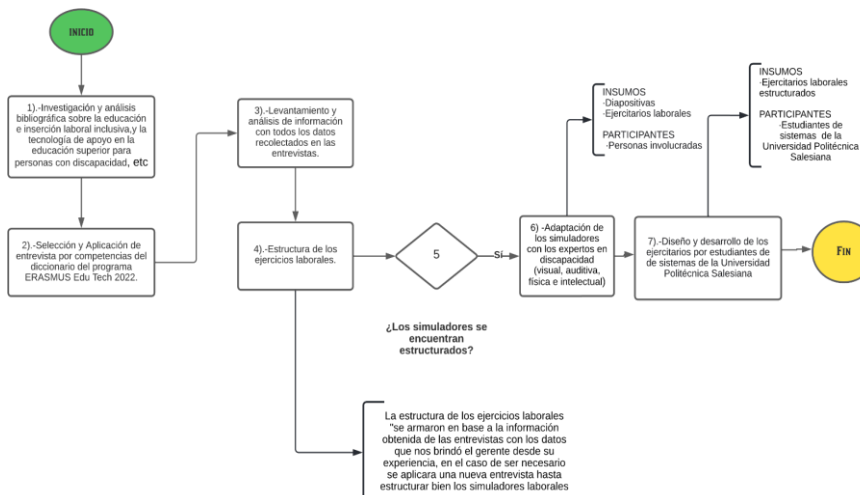 INICIO
1).-Investigación y análisis
bibliográfica sobre la educación
e inserción laboral inclusiva,y la
tecnología de apoyo en la
educación superior para
personas con discapacidad, etc
2).-Selección y Aplicación de
entrevista por competencias del
diccionario del programa
ERASMUS Edu Tech 2022.
3).-Levantamiento y
análisis de información
con todos los datos
recolectados en las
entrevistas.
4).-Estructura de los
ejercicios laborales.
5
Sí
¿Los simuladores se
encuentran
estructurados?
La estructura de los ejercicios laborales
"se armaron en base a la información
obtenida de las entrevistas con los datos
que nos brindó el gerente desde su
experiencia, en el caso de ser necesario
se aplicara una nueva entrevista hasta
estructurar bien los simuladores laborales
6) -Adaptación de
los simuladores
con los expertos en
discapacidad
(visual, auditiva,
física e intelectual)
INSUMOS
-Diapositivas
-Ejercitarios laborales
PARTICIPANTES
-Personas involucradas
7).-Diseño y desarrollo de los
ejercitarios por estudiantes de
de sistemas de la Universidad
Politécnica Salesiana
INSUMOS
-Ejercitarios laborales
estructurados
PARTICIPANTES
-Estudiantes de
sistemas de la
Universidad Politécnica
Salesiana
FIN